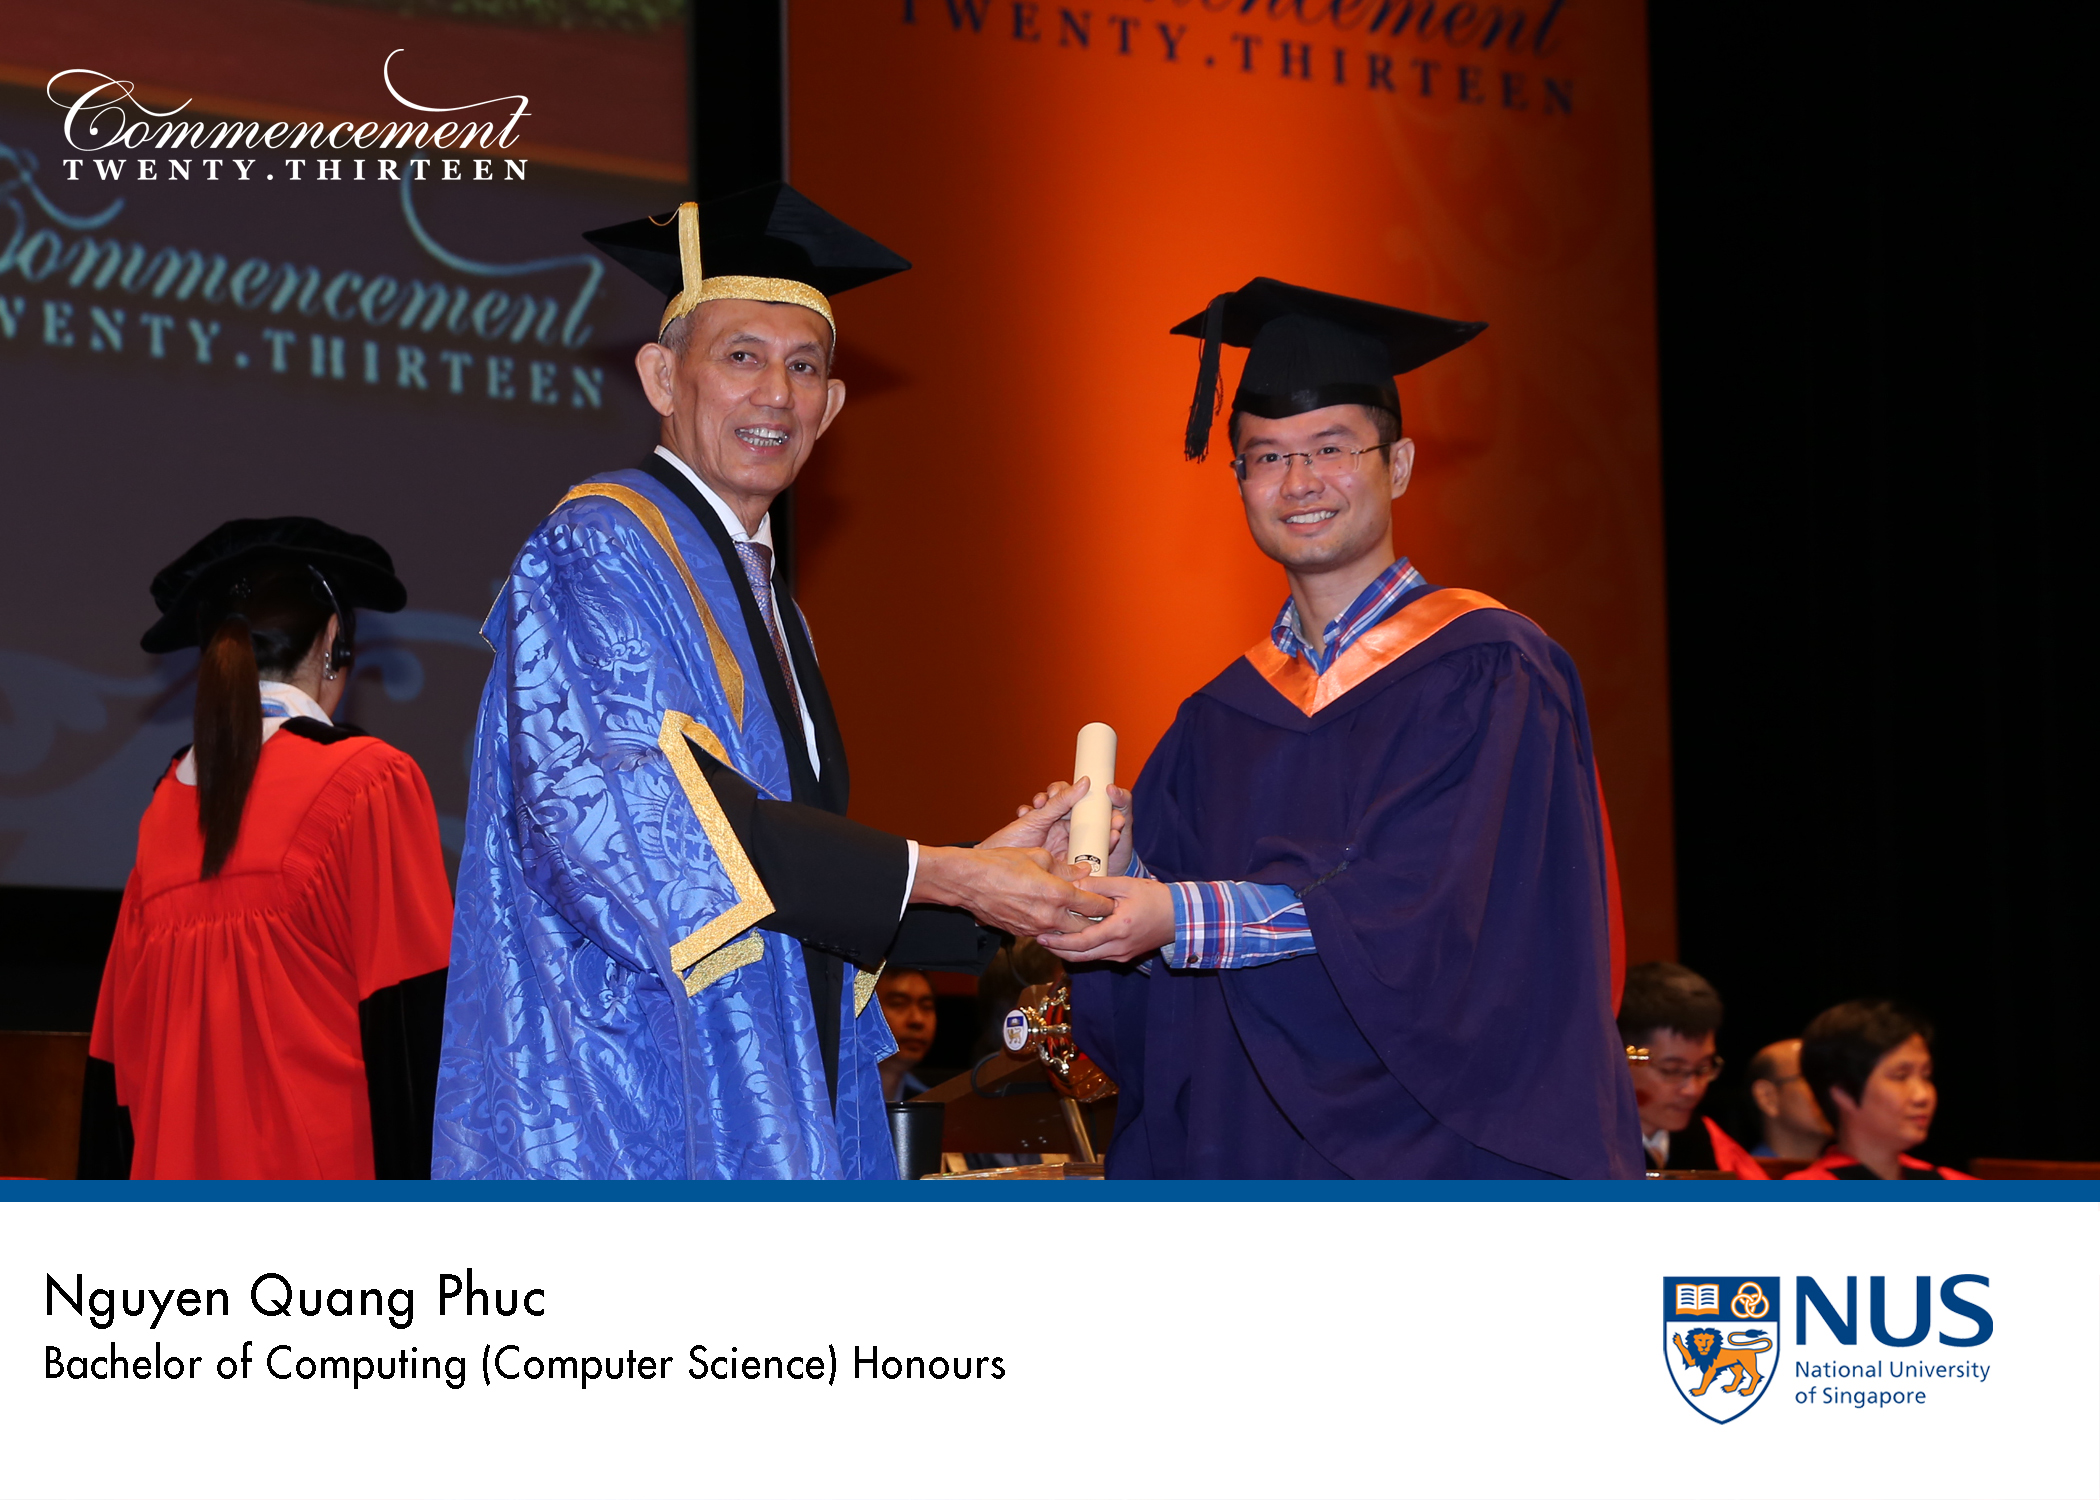 Commencement
TWENTY.THIRTEEN
Commencement
TWENTY.THIRTEEN
Commencement
TWENTY.THIRTEEN
Nguyen Quang Phuc
Bachelor of Computing (Computer Science) Honours
NUS
National University
of Singapore